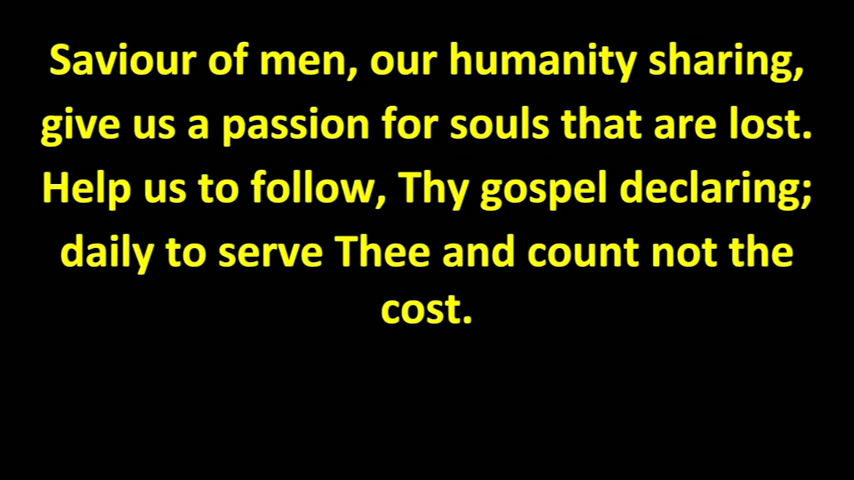 Saviour of men, our humanity sharing,
give us a passion for souls that are lost.
Help us to follow, Thy gospel declaring;
daily to serve Thee and count not the
cost.